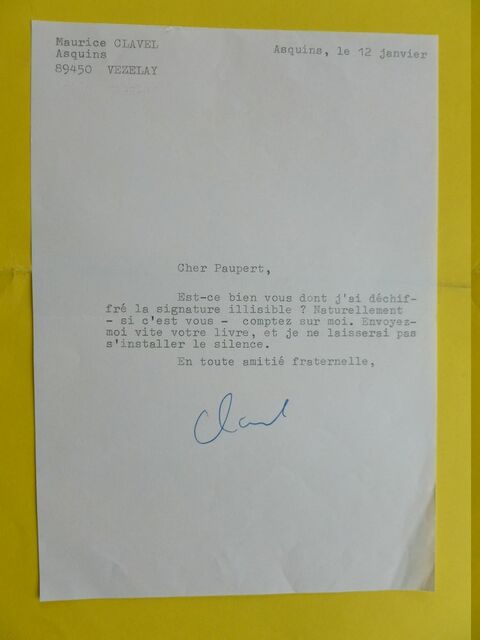 Maurice CLAVEL
Asquins
89450 VEZELAY
Asquins, le 12 janvier
Cher Paupert,
Est-ce bien vous dont j'ai déchif-
fré la signature illisible ? Naturellement
- si c'est vous - comptez sur moi. Envoyez-
moi vite votre livre, et je ne laisserai pas
s'installer le silence.
En toute amitié fraternelle,
Clavel